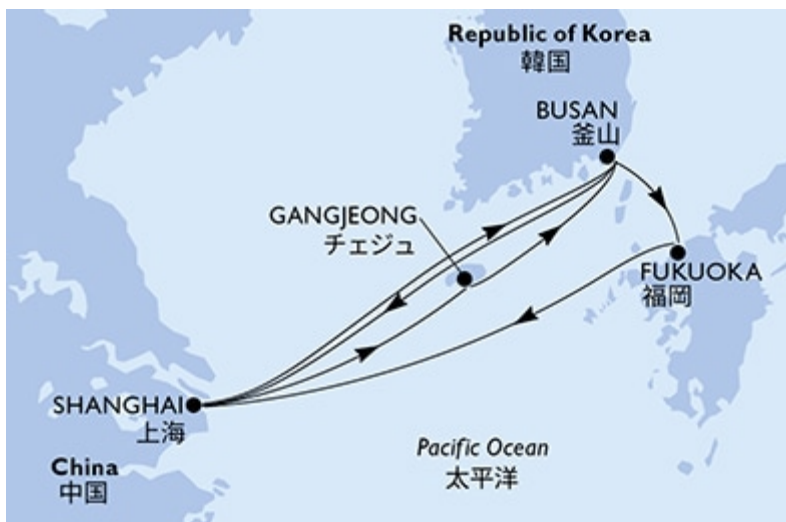 Republic of Korea
韓国
BUSAN
釜山
GANGJEONG
チェジュ
FUKUOKA
福岡
SHANGHAI
上海
Pacific Ocean
太平洋
China
中国